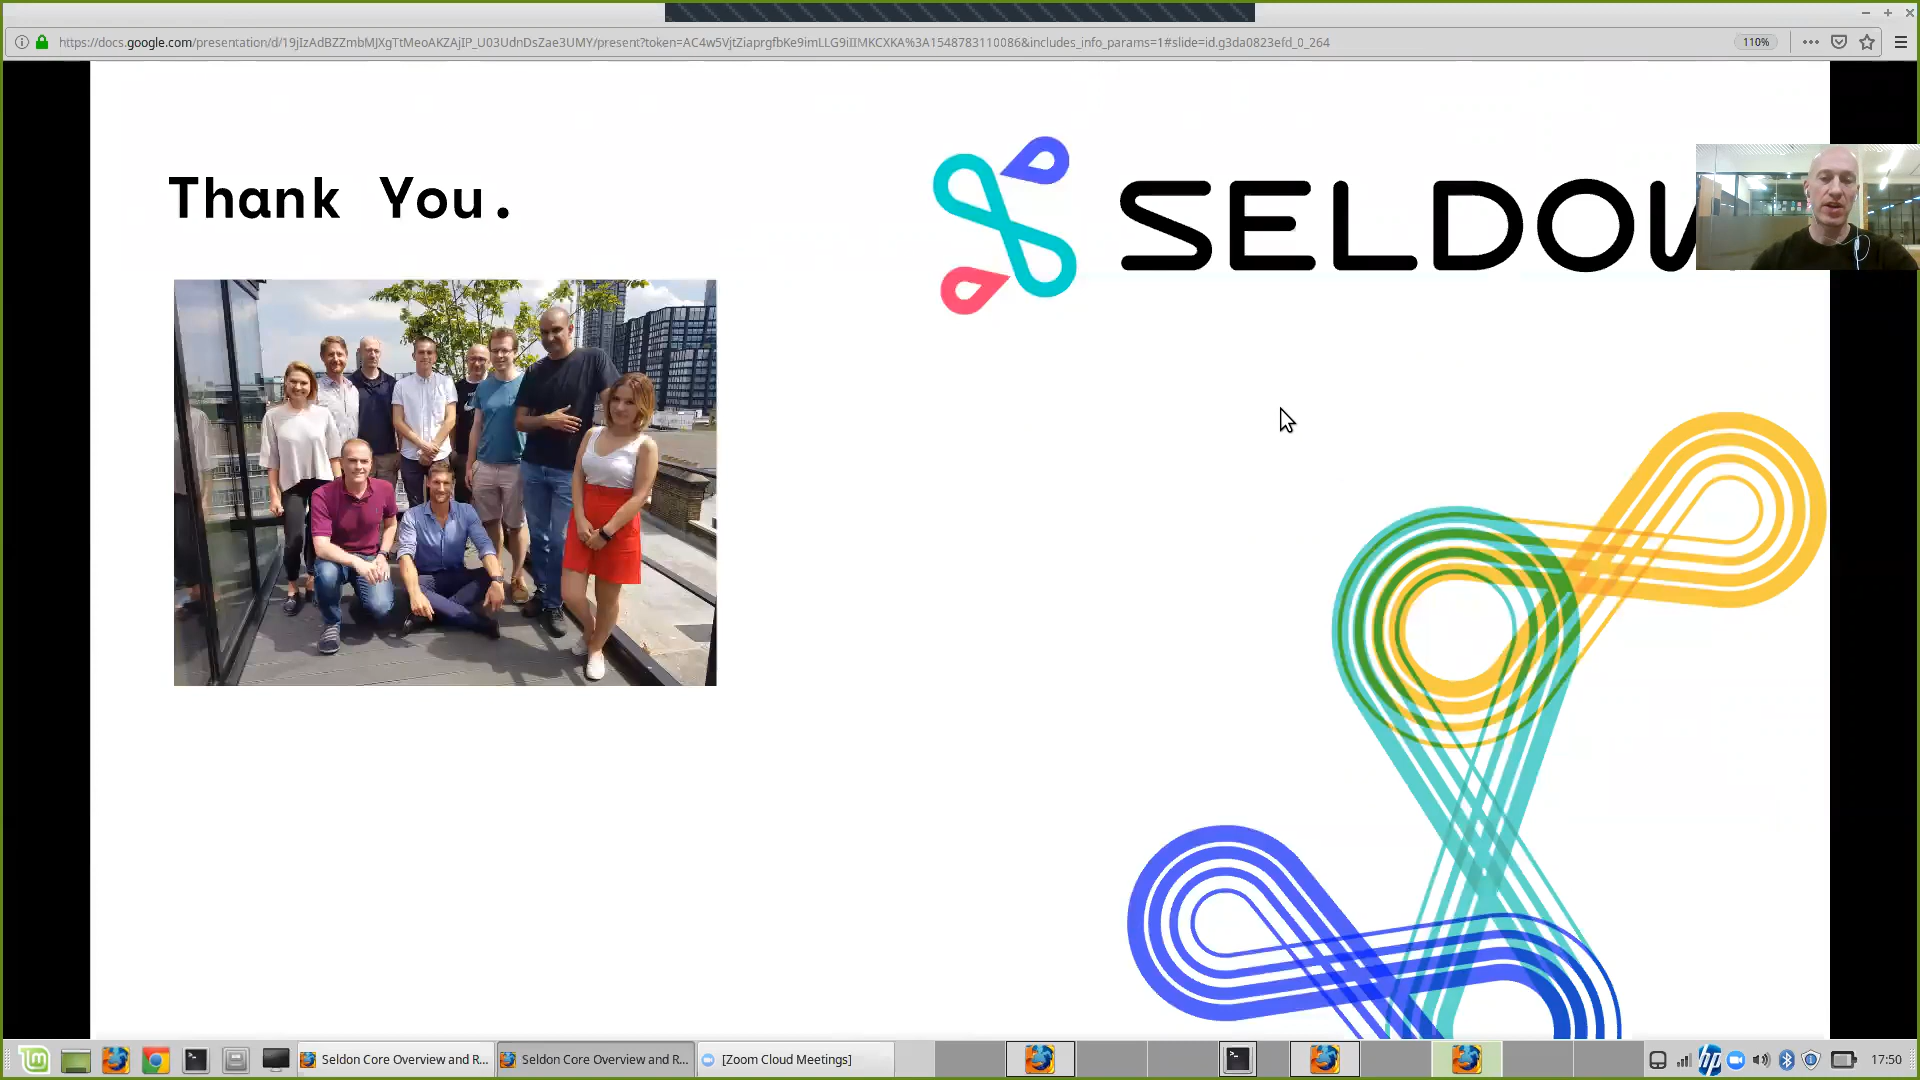 https://docs.google.com/presentation/d/19jIzAdBZZmbMJXgTtMeoAKZAjIP_U03UdnDsZae3UMY/present?token=AC4w5VjtZiaprgfbKe9imLLG9iIIMKCXKA%3A1548783110086&includes_info_params=1#slide=id.g3da0823efd_0_264
110%
Thank You.
SELDON
Seldon Core Overview and R...
Seldon Core Overview and R...
[Zoom Cloud Meetings]
17:50